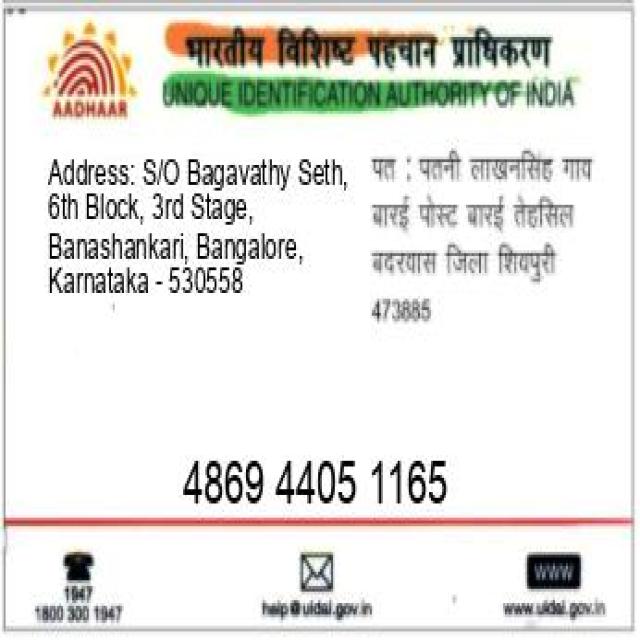 भारतीय विशिष्ट पहचान प्राधिकरण
AADHAAR
UNIQUE IDENTIFICATION AUTHORITY OF INDIA
Address: S/O Bagavathy Seth,
6th Block, 3rd Stage,
Banashankari, Bangalore,
Karnataka - 530558
पत : पतनी लाखनसिंह गाय
बारई पोस्ट बारई तेहसिल
बदरवास जिला शिवपुरी
473885
4869 4405 1165
1947
1800 300 1947
help@uidai.gov.in
WWW
www.uidai.gov.in